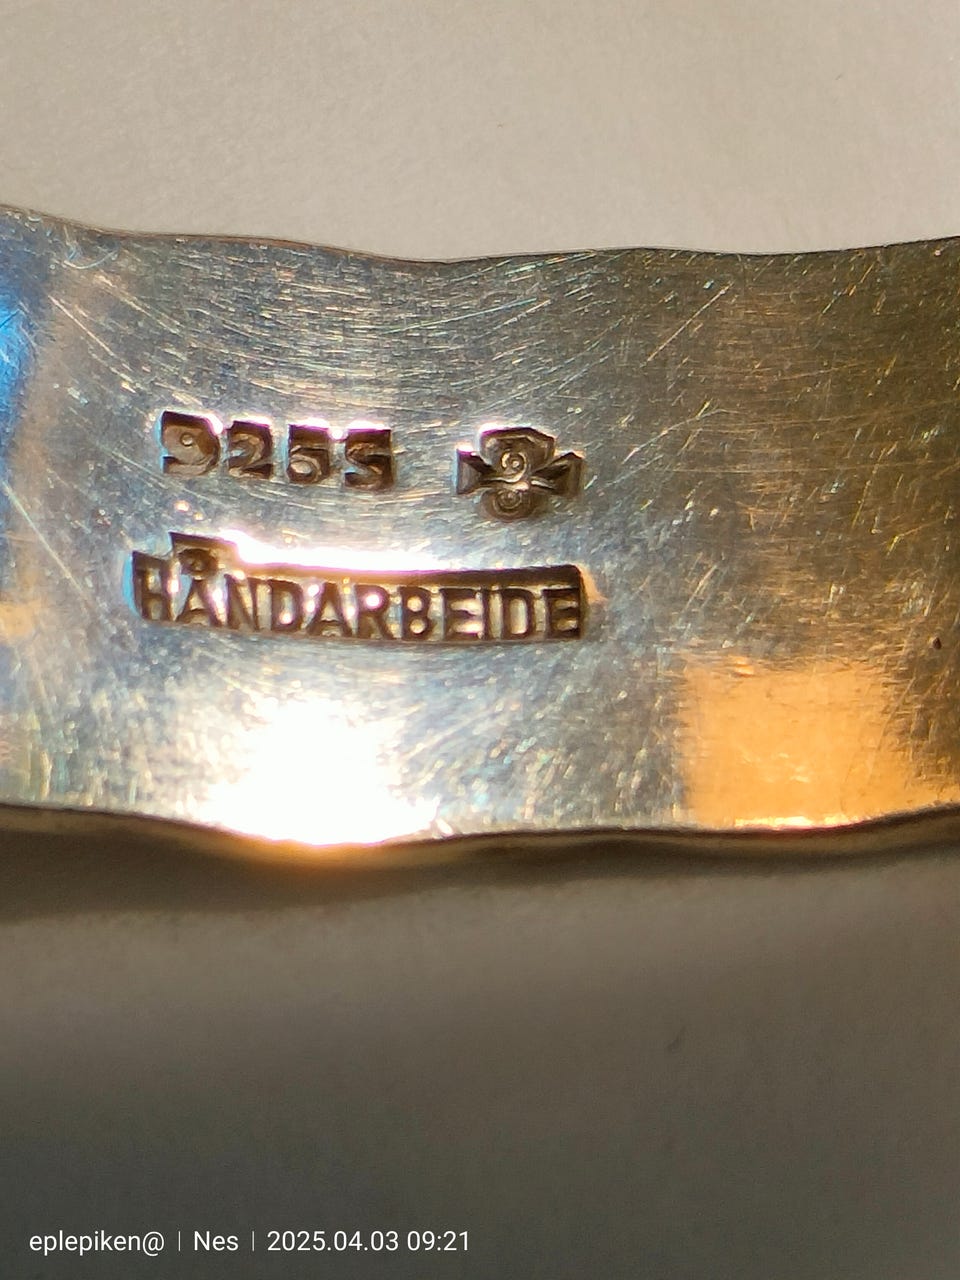 925S
HÅNDARBEIDE
eplepiken@ | Nes | 2025.04.03 09:21